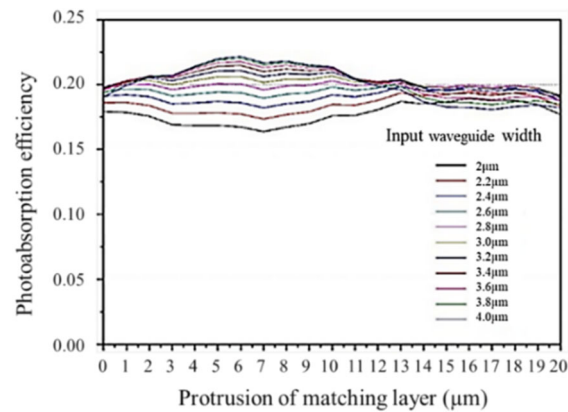 0.25
0.20
0.15
0.10
0.05
0.00
Photoabsorption efficiency
Input waveguide width
2μm
2.2μm
2.4μm
2.6μm
2.8μm
3.0μm
3.2μm
3.4μm
3.6μm
3.8μm
4.0μm
0 1 2 3 4 5 6 7 8 9 10 11 12 13 14 15 16 17 18 19 20
Protrusion of matching layer (μm)